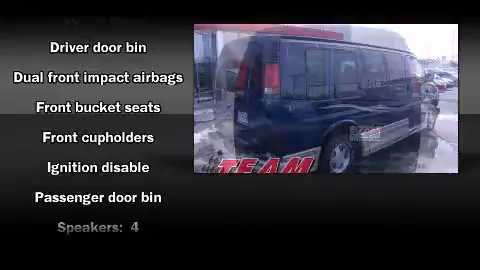 Driver door bin
Dual front impact airbags
Front bucket seats
Front cupholders
Ignition disable
Passenger door bin
Speakers: 4
TEAM